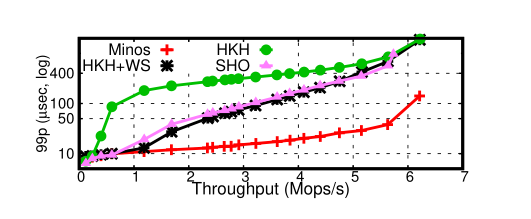 Minos HKH
HKH+WS SHO
99p (μsec, log)
400
100
50
10
0 1 2 3 4 5 6 7
Throughput (Mops/s)